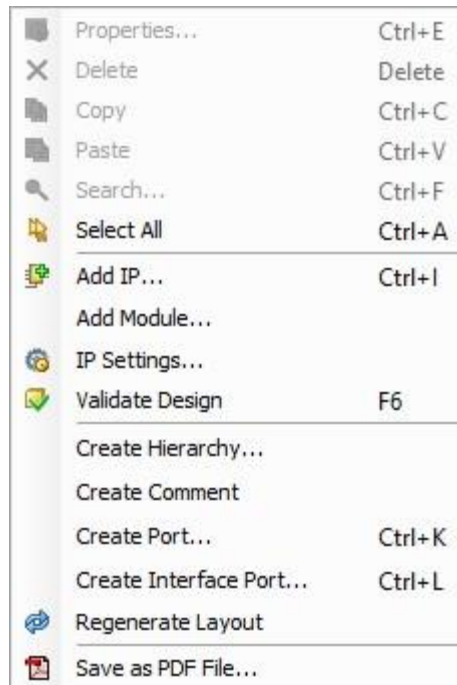 Properties... Ctrl+E
Delete Delete
Copy Ctrl+C
Paste Ctrl+V
Search... Ctrl+F
Select All Ctrl+A
Add IP... Ctrl+I
Add Module...
IP Settings...
Validate Design F6
Create Hierarchy...
Create Comment
Create Port... Ctrl+K
Create Interface Port... Ctrl+L
Regenerate Layout
Save as PDF File...